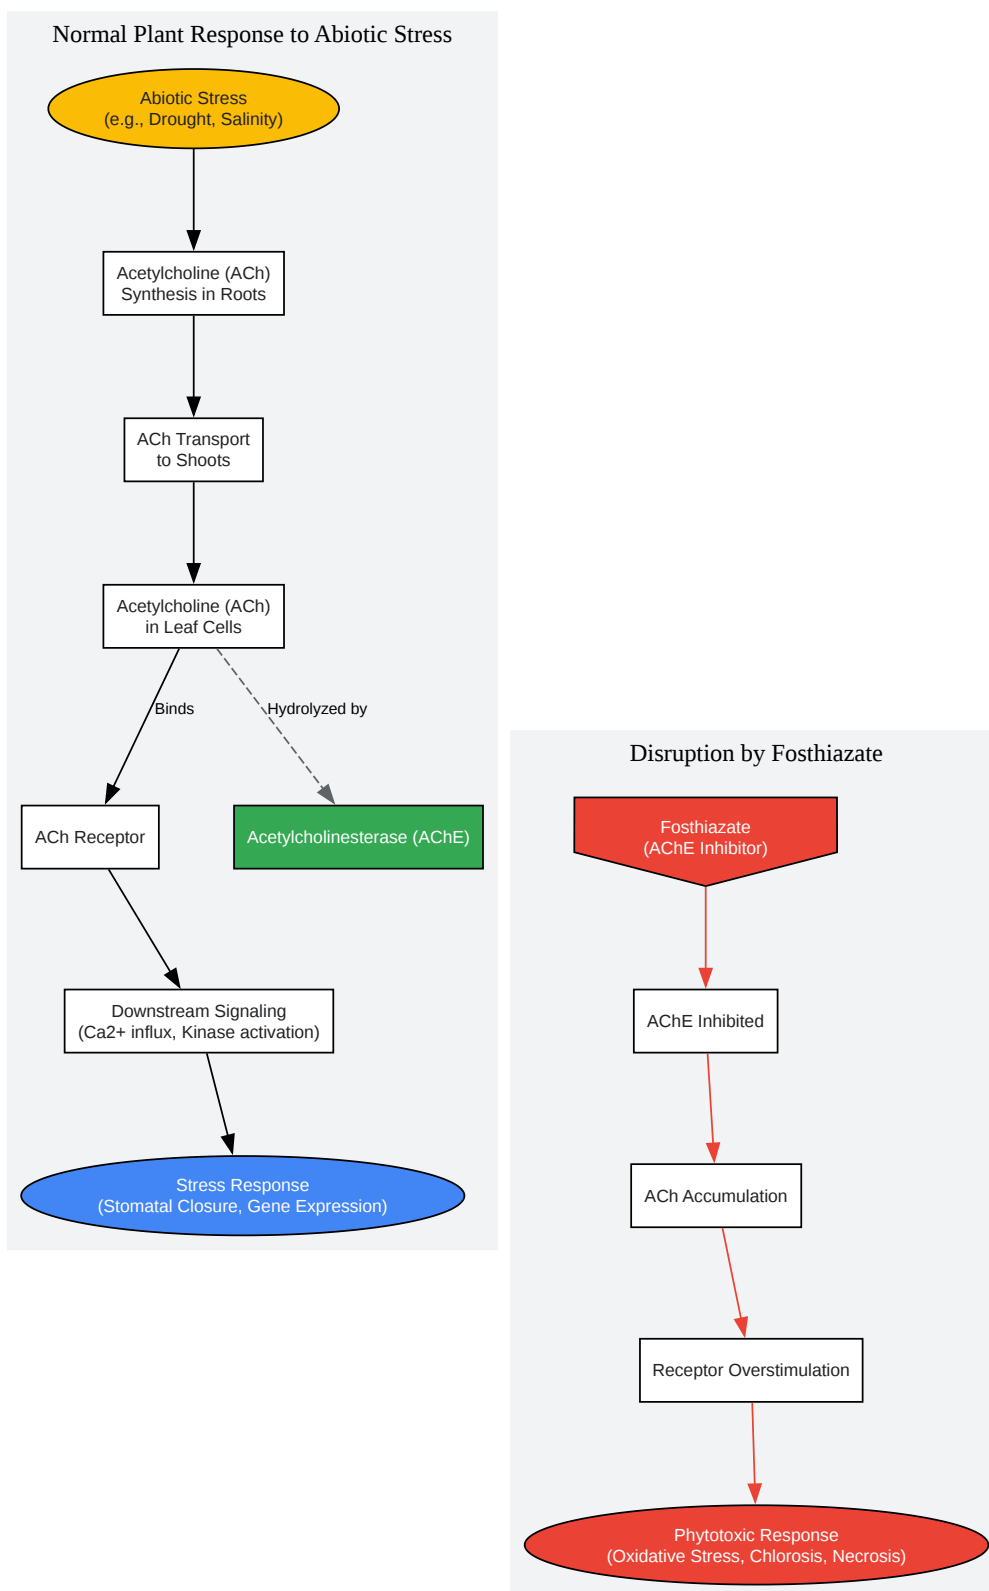 Normal Plant Response to Abiotic Stress
Abiotic Stress
(e.g., Drought, Salinity)
Acetylcholine (ACh)
Synthesis in Roots
ACh Transport
to Shoots
Acetylcholine (ACh)
in Leaf Cells
Binds
Hydrolyzed by
ACh Receptor
Acetylcholinesterase (AChE)
Downstream Signaling
(Ca2+ influx, Kinase activation)
Stress Response
(Stomatal Closure, Gene Expression)
Disruption by Fosthiazate
Fosthiazate
(AChE Inhibitor)
AChE Inhibited
ACh Accumulation
Receptor Overstimulation
Phytotoxic Response
(Oxidative Stress, Chlorosis, Necrosis)